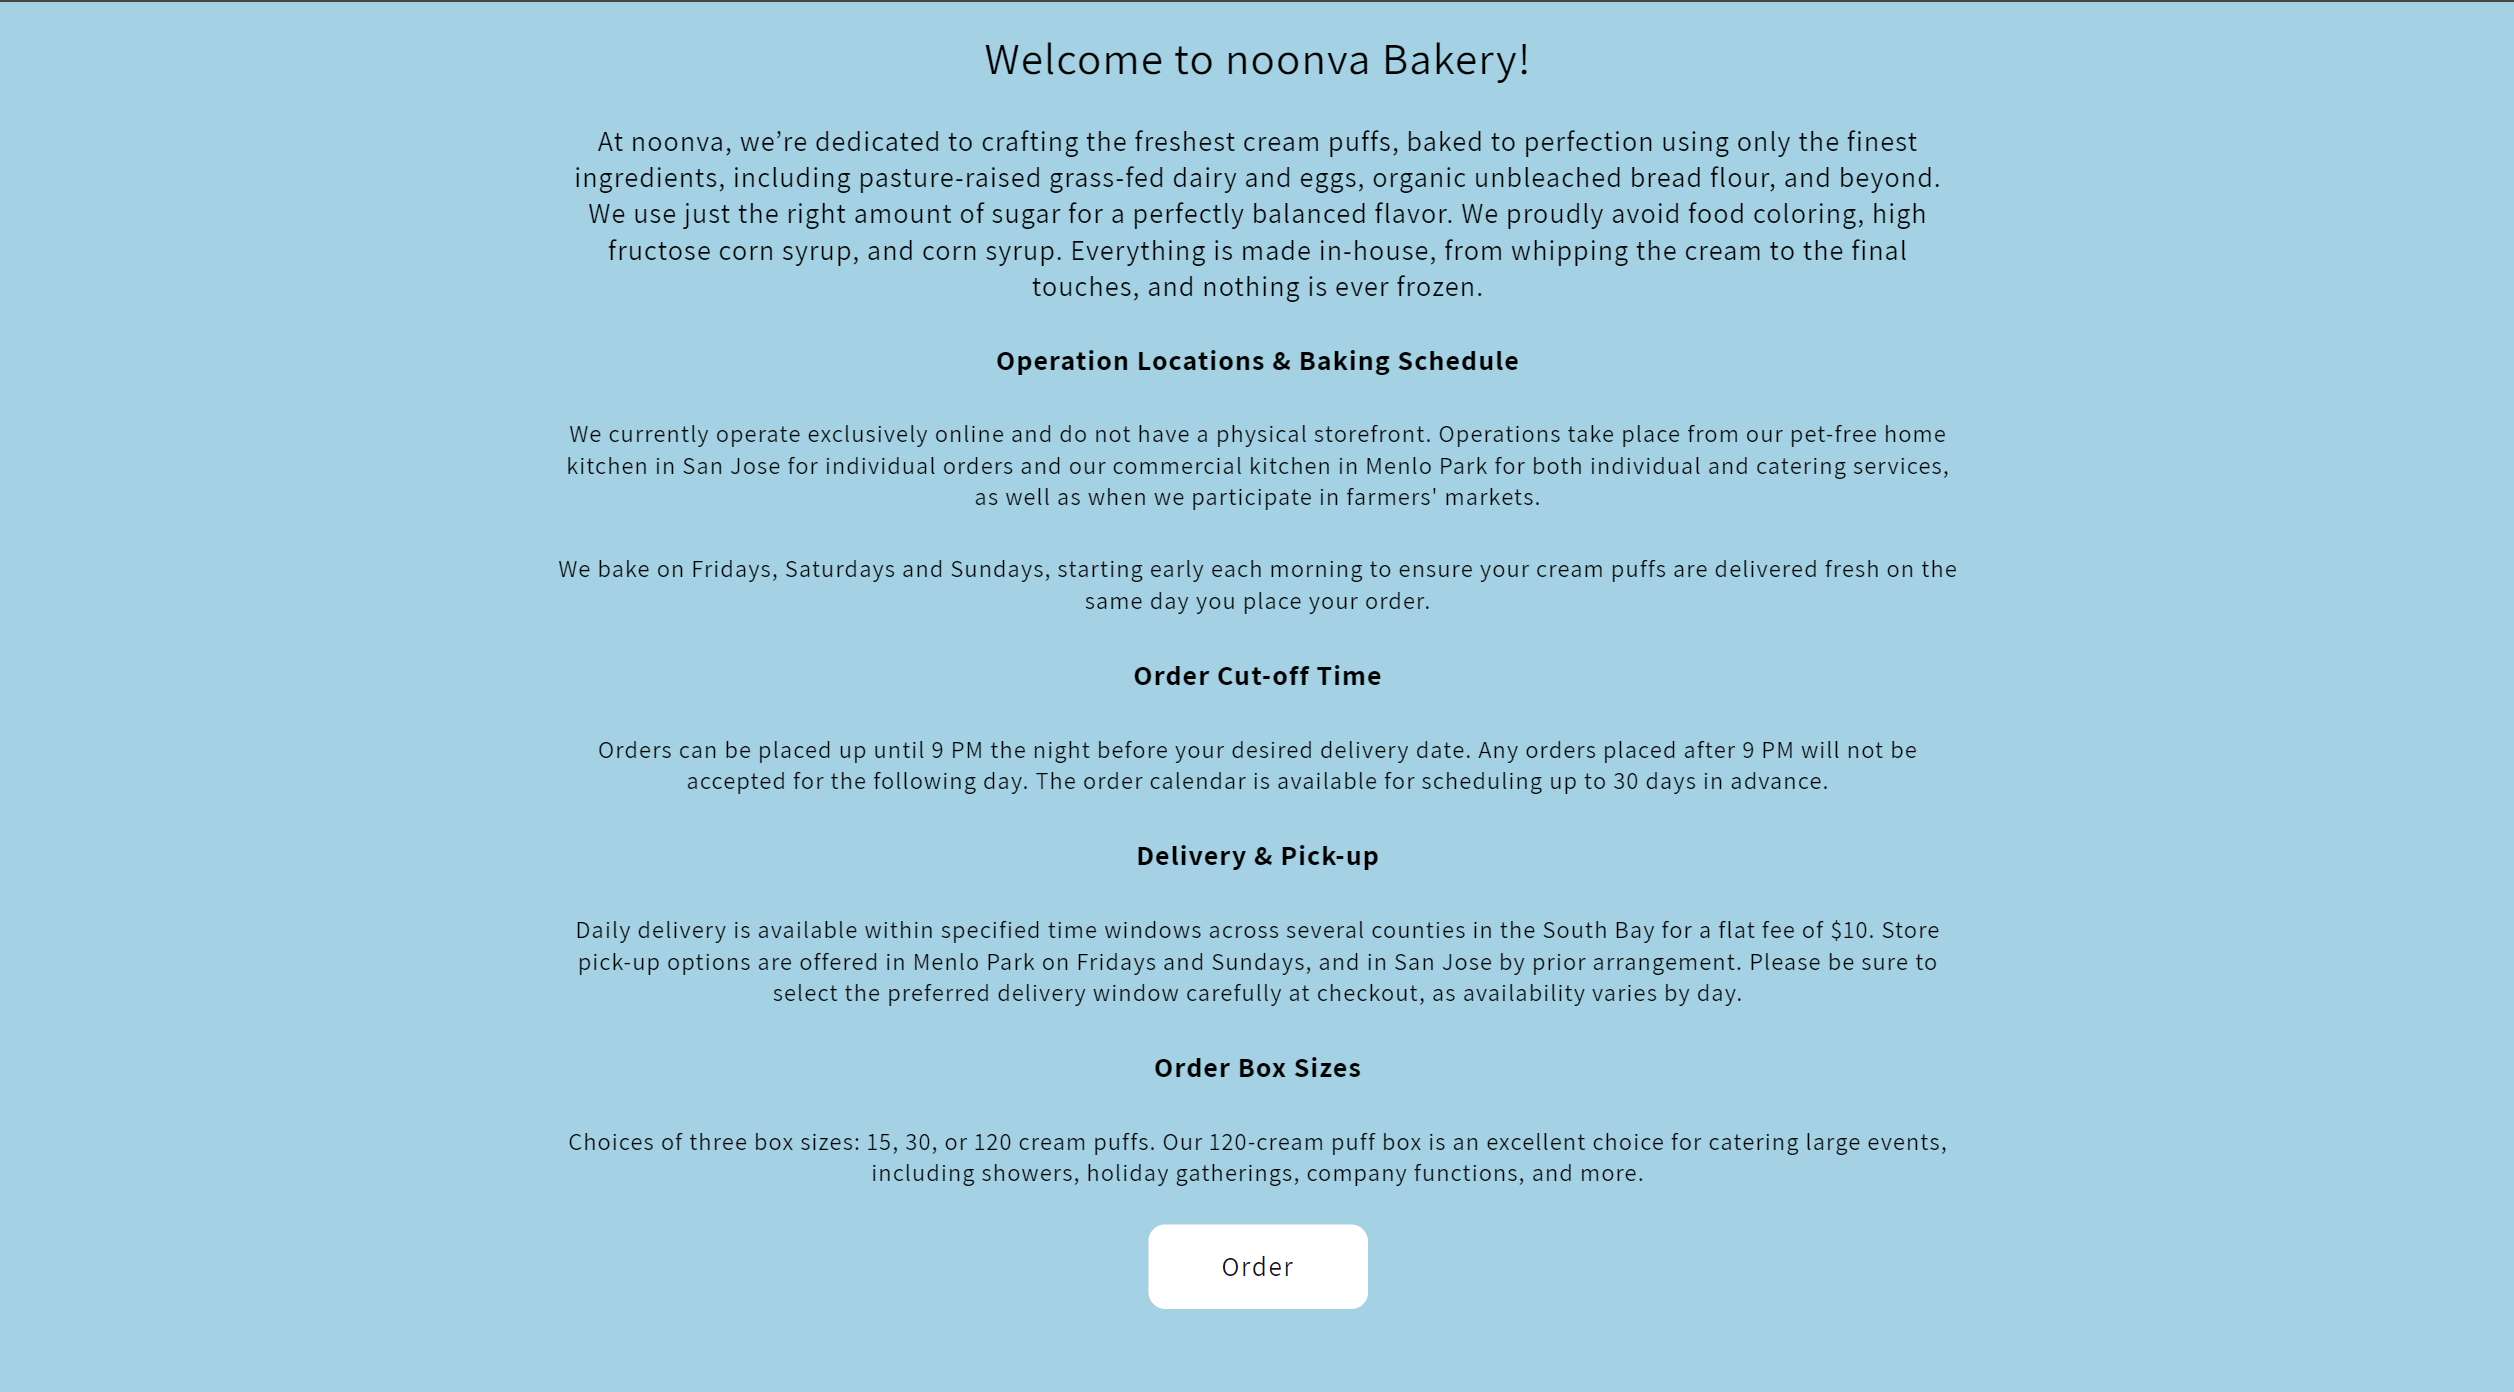 Welcome to noonva Bakery!
At noonva, we’re dedicated to crafting the freshest cream puffs, baked to perfection using only the finest
ingredients, including pasture-raised grass-fed dairy and eggs, organic unbleached bread flour, and beyond.
We use just the right amount of sugar for a perfectly balanced flavor. We proudly avoid food coloring, high
fructose corn syrup, and corn syrup. Everything is made in-house, from whipping the cream to the final
touches, and nothing is ever frozen.
Operation Locations & Baking Schedule
We currently operate exclusively online and do not have a physical storefront. Operations take place from our pet-free home
kitchen in San Jose for individual orders and our commercial kitchen in Menlo Park for both individual and catering services,
as well as when we participate in farmers' markets.
We bake on Fridays, Saturdays and Sundays, starting early each morning to ensure your cream puffs are delivered fresh on the
same day you place your order.
Order Cut-off Time
Orders can be placed up until 9 PM the night before your desired delivery date. Any orders placed after 9 PM will not be
accepted for the following day. The order calendar is available for scheduling up to 30 days in advance.
Delivery & Pick-up
Daily delivery is available within specified time windows across several counties in the South Bay for a flat fee of $10. Store
pick-up options are offered in Menlo Park on Fridays and Sundays, and in San Jose by prior arrangement. Please be sure to
select the preferred delivery window carefully at checkout, as availability varies by day.
Order Box Sizes
Choices of three box sizes: 15, 30, or 120 cream puffs. Our 120-cream puff box is an excellent choice for catering large events,
including showers, holiday gatherings, company functions, and more.
Order